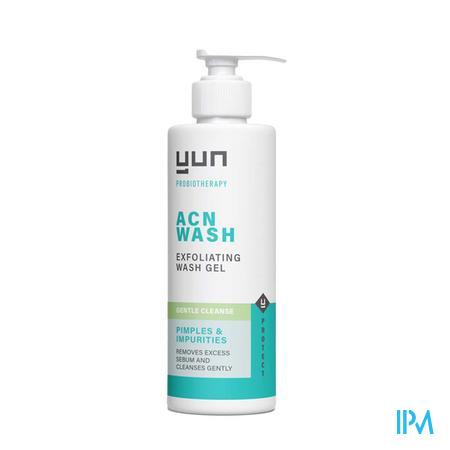 yun
PROBIOTHERAPY
ACN
WASH
EXFOLIATING
WASH GEL
GENTLE CLEANSE
PIMPLES &
IMPURITIES
REMOVES EXCESS
SEBUM AND
CLEANSES GENTLY
PROTECT
IPM